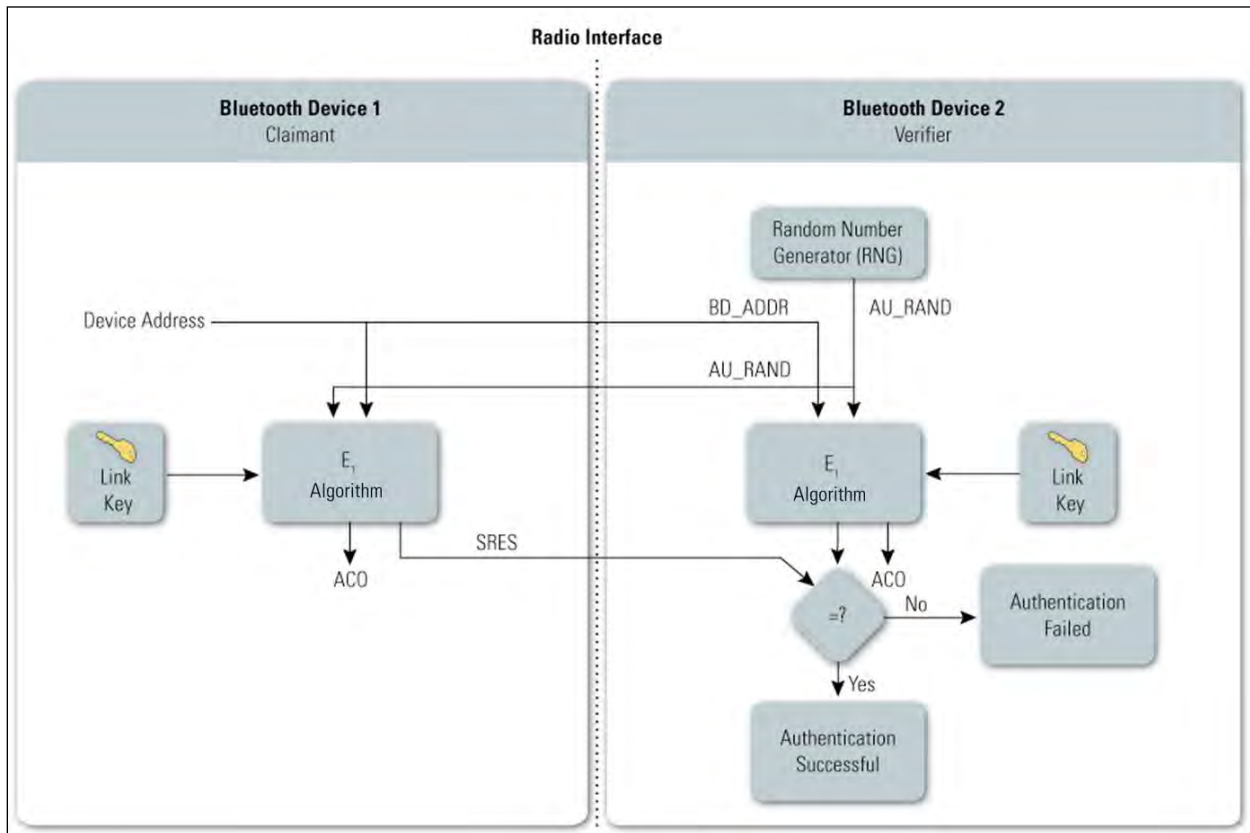 Radio Interface
Bluetooth Device 1
Claimant
Bluetooth Device 2
Verifier
Random Number
Generator (RNG)
Device Address
BD_ADDR
AU_RAND
AU_RAND
Link
Key
E₁
Algorithm
E₁
Algorithm
Link
Key
SRES
ACO
ACO
=?
No
Authentication
Failed
Yes
Authentication
Successful